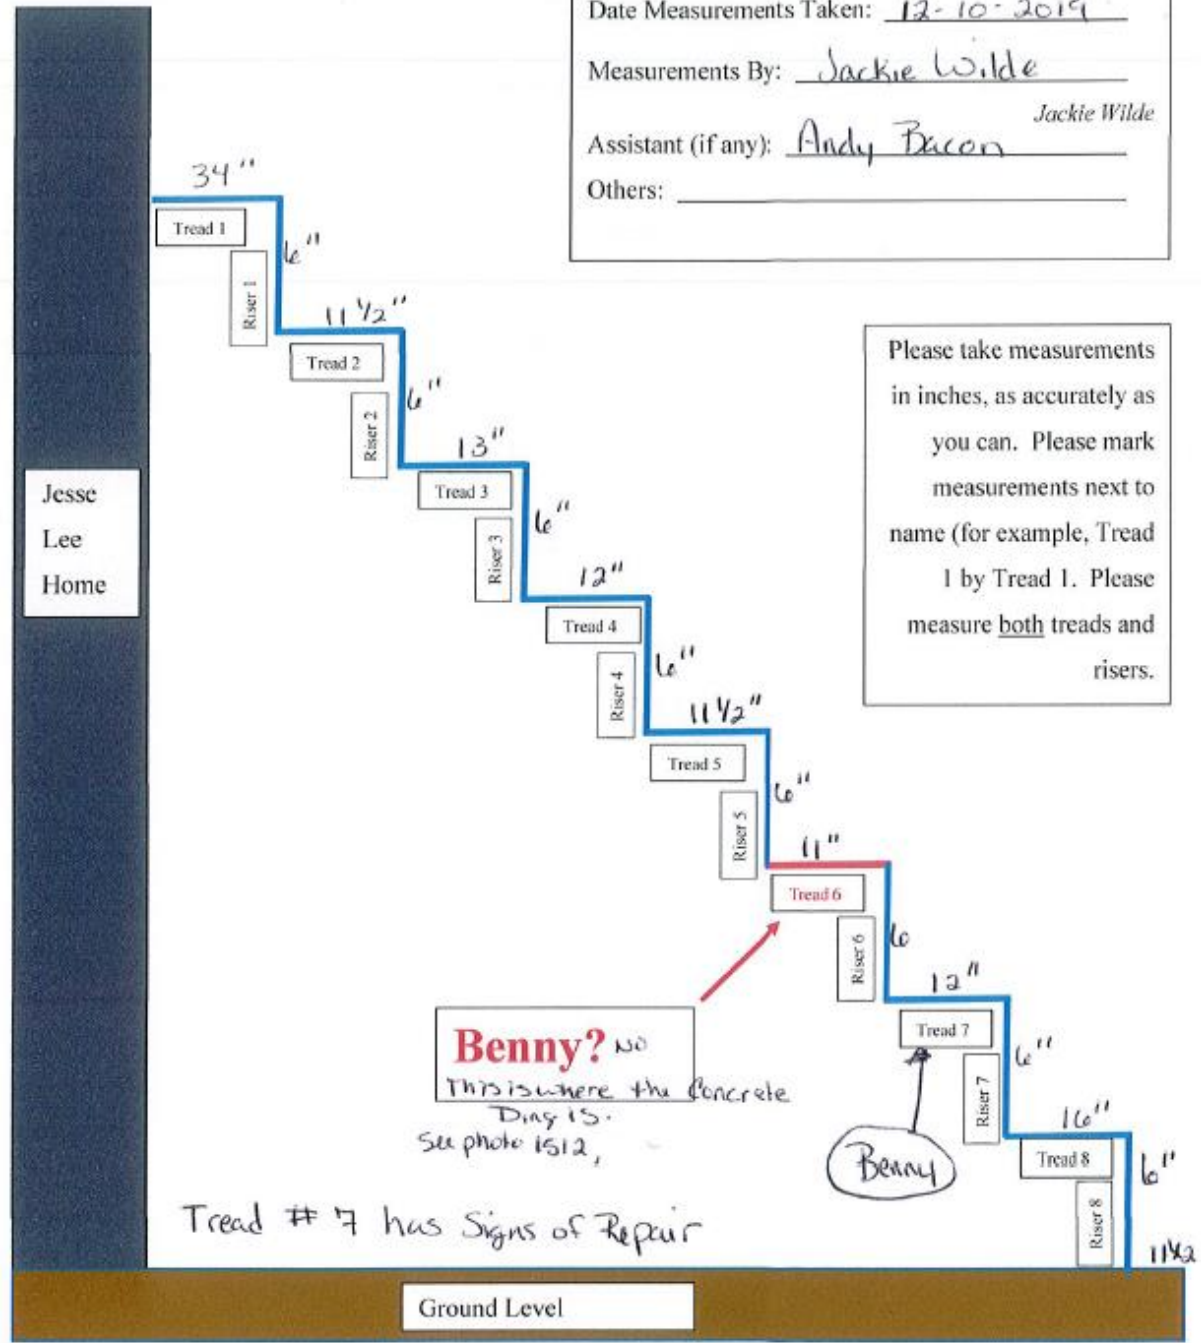 Date Measurements Taken: 12-10-2019
Measurements By: Jackie Wilde
Jackie Wilde
Assistant (if any): Andy Bacon
Others:
34"
Tread 1
6"
Riser 1
11 1/2"
Tread 2
6"
Riser 2
13"
Tread 3
6"
Riser 3
12"
Tread 4
6"
Riser 4
11 1/2"
Tread 5
6"
Riser 5
11"
Tread 6
6
Riser 6
12"
Tread 7
6"
Riser 7
16"
Tread 8
6"
Riser 8
11 1/2
Please take measurements
in inches, as accurately as
you can. Please mark
measurements next to
name (for example, Tread
1 by Tread 1. Please
measure both treads and
risers.
Jesse
Lee
Home
Benny? NO
This is where the Concrete
Ding is.
See photo 1512,
Benny
Tread # 7 has Signs of Repair
Ground Level